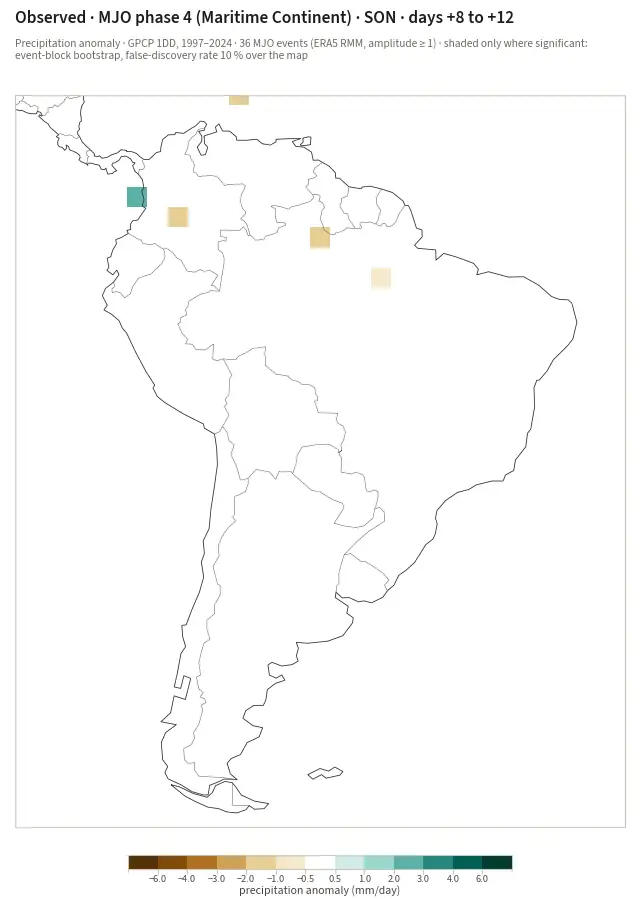 Observed · MJO phase 4 (Maritime Continent) · SON · days +8 to +12
Precipitation anomaly · GPCP 1DD, 1997–2024 · 36 MJO events (ERA5 RMM, amplitude ≥ 1) · shaded only where significant:
event-block bootstrap, false-discovery rate 10 % over the map
−6.0 −4.0 −3.0 −2.0 −1.0 −0.5 0.5 1.0 2.0 3.0 4.0 6.0
precipitation anomaly (mm/day)